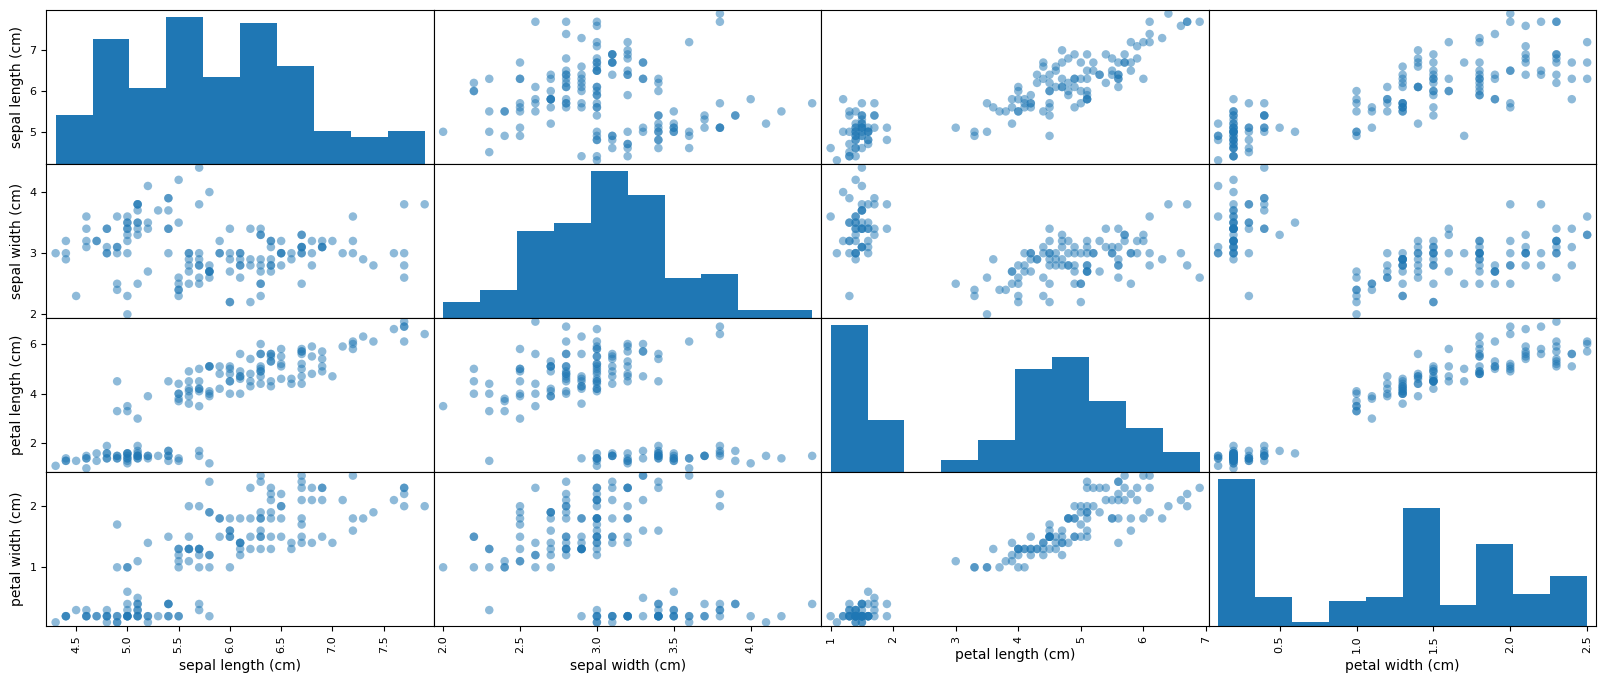 sepal length (cm)
7
6
5
sepal width (cm)
4
3
2
petal length (cm)
6
4
2
petal width (cm)
2
1
4.5 5.0 5.5 6.0 6.5 7.0 7.5 2.0 2.5 3.0 3.5 4.0 1 2 3 4 5 6 7 0.5 1.0 1.5 2.0 2.5
sepal length (cm) sepal width (cm) petal length (cm) petal width (cm)